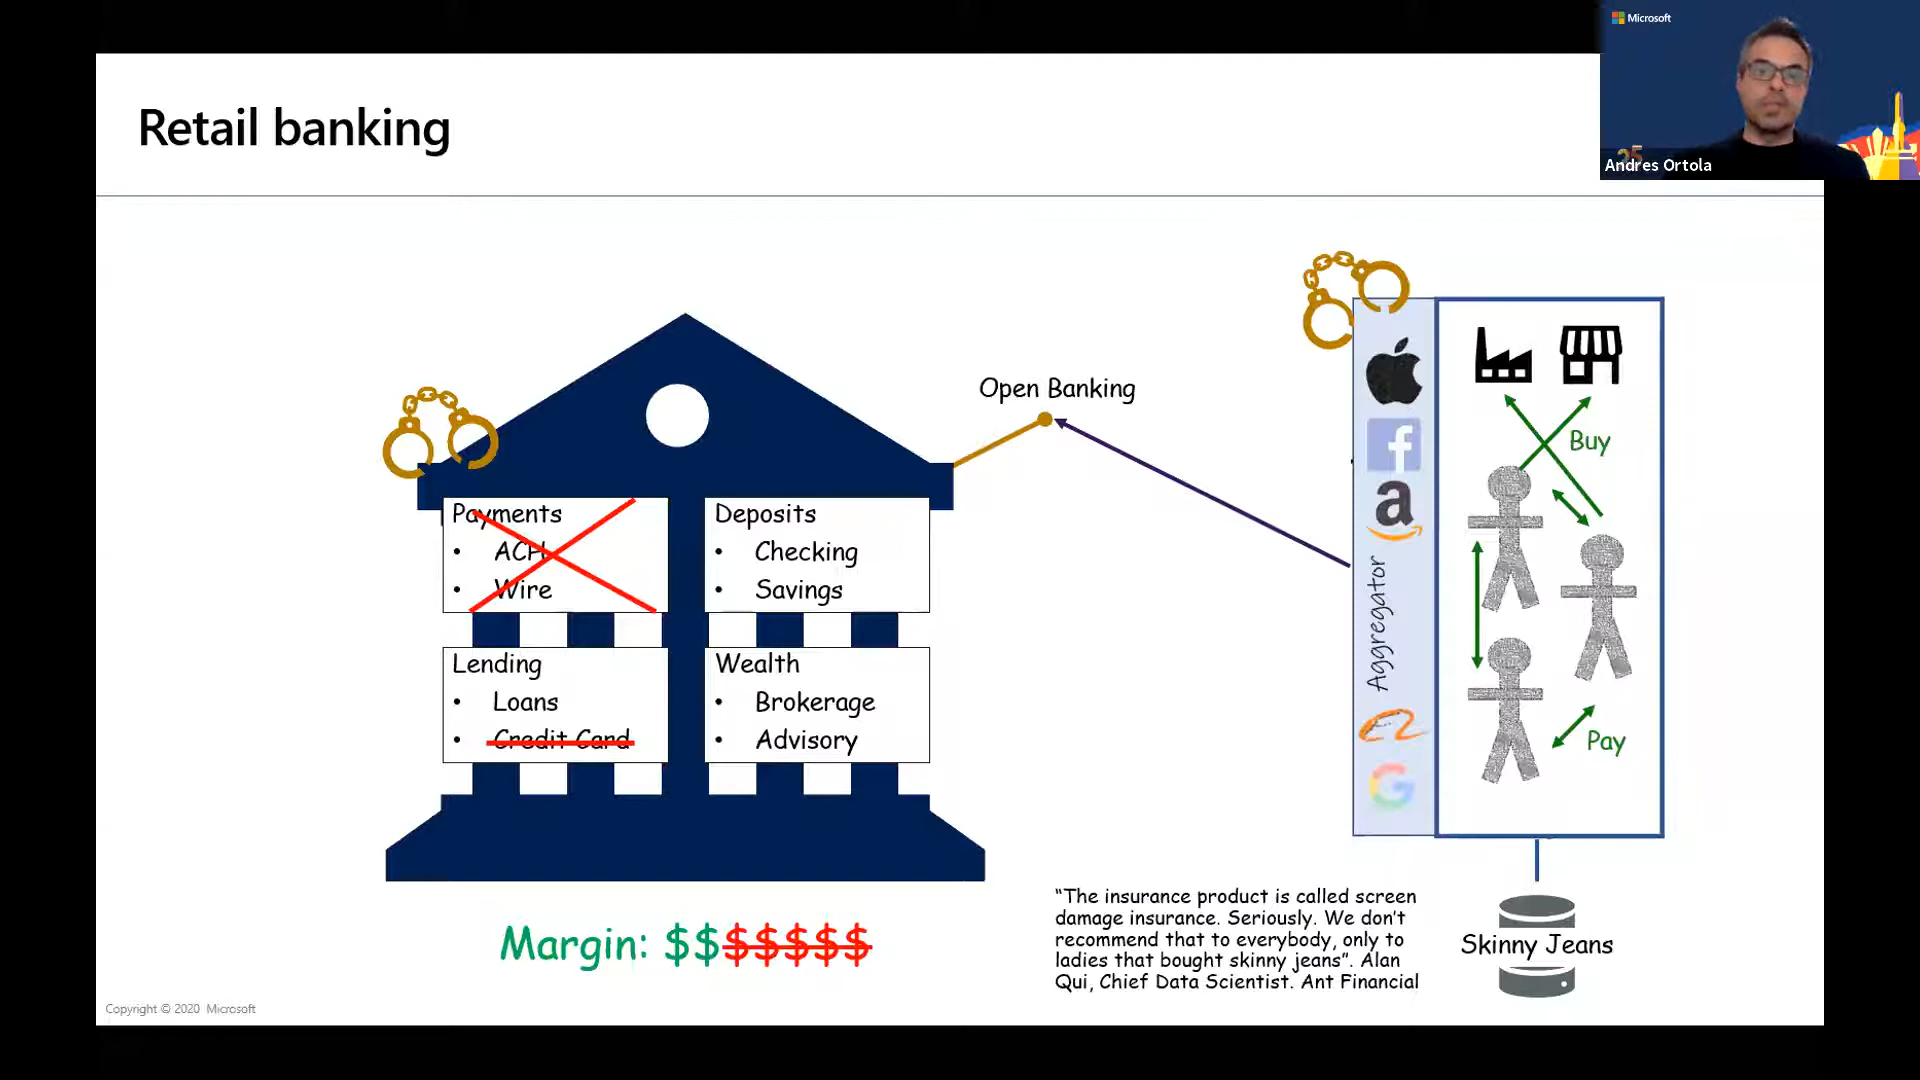 Microsoft
Andres Ortola
Retail banking
Open Banking
Payments
• ACH
• Wire
Deposits
• Checking
• Savings
Lending
• Loans
• Credit Card
Wealth
• Brokerage
• Advisory
Aggregator
Buy
Pay
Margin: $$$$$$$
“The insurance product is called screen
damage insurance. Seriously. We don’t
recommend that to everybody, only to
ladies that bought skinny jeans”. Alan
Qui, Chief Data Scientist. Ant Financial
Skinny Jeans
Copyright © 2020 Microsoft